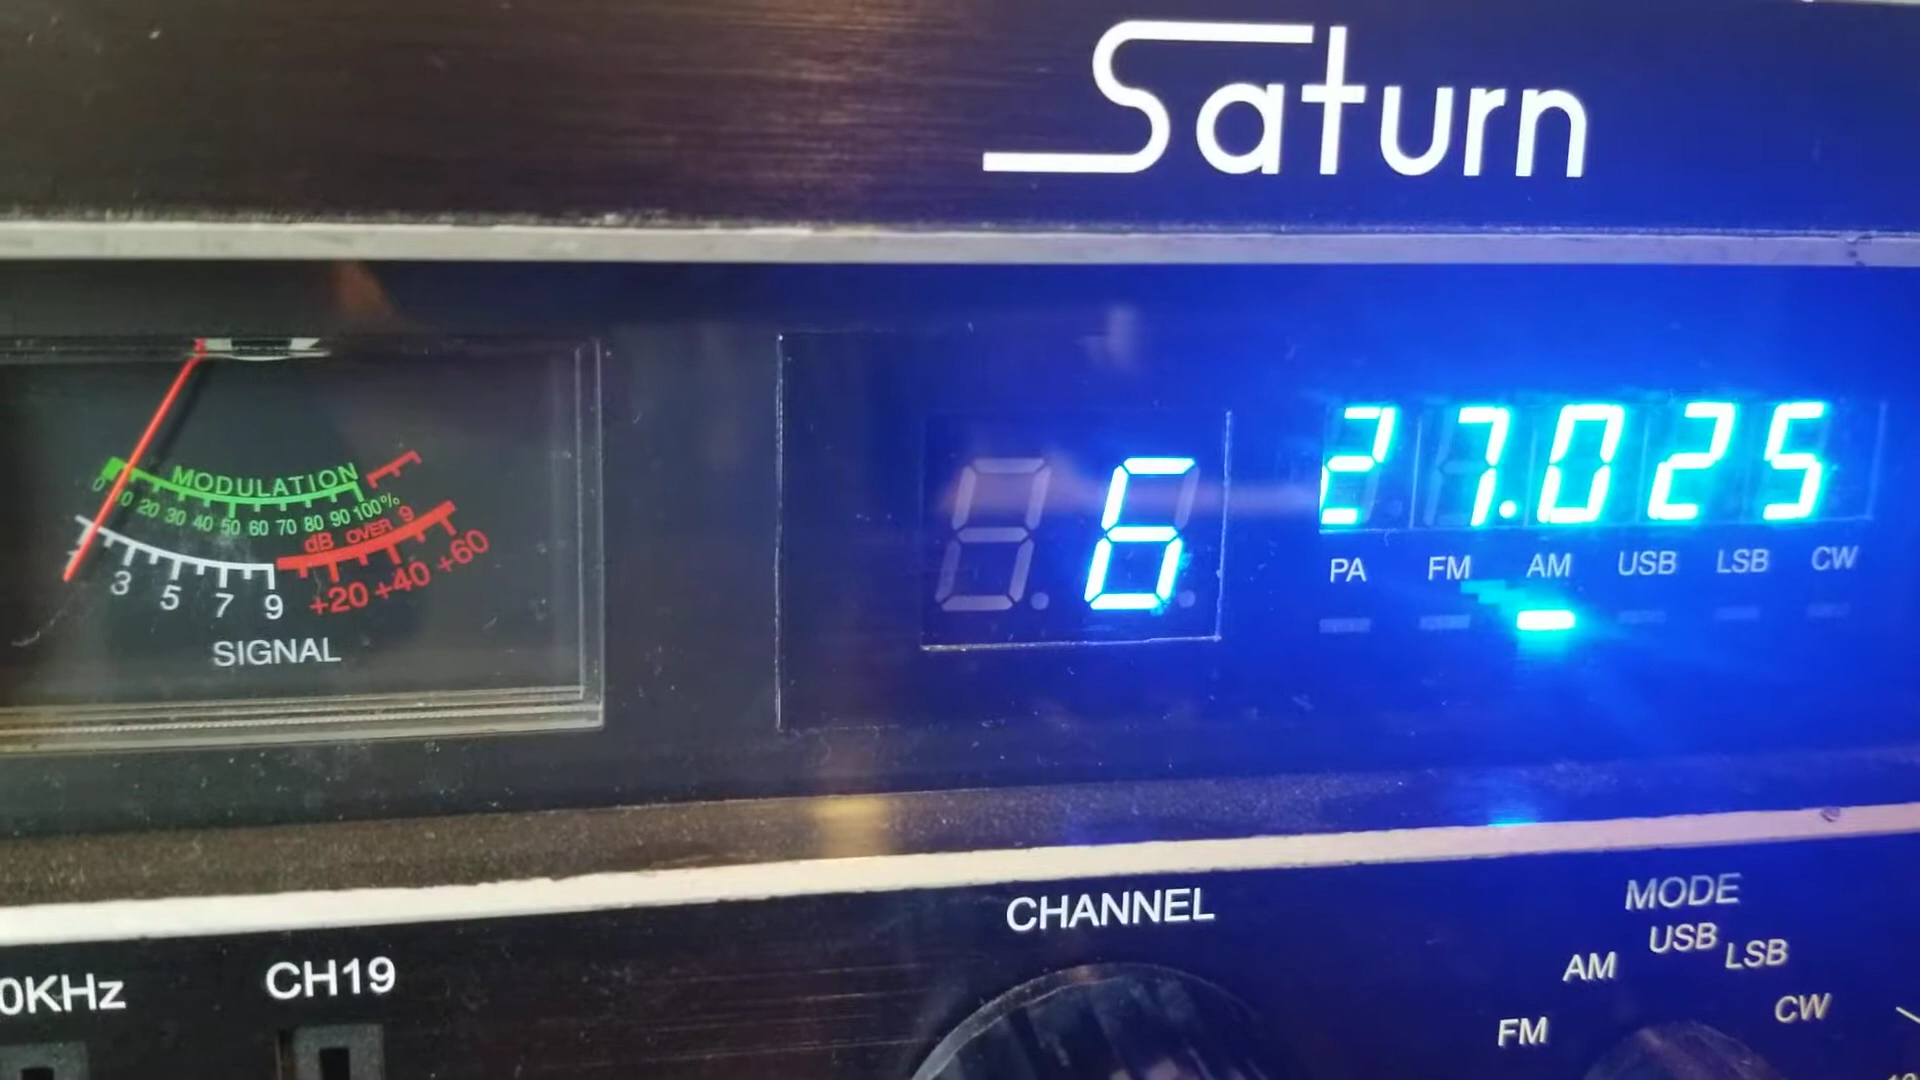 Saturn
MODULATION
0 10 20 30 40 50 60 70 80 90 100%
dB OVER 9
3 5 7 9 +20 +40 +60
SIGNAL
6
27.025
PA FM AM USB LSB CW
CHANNEL
MODE
FM AM USB LSB CW
0KHz
CH19